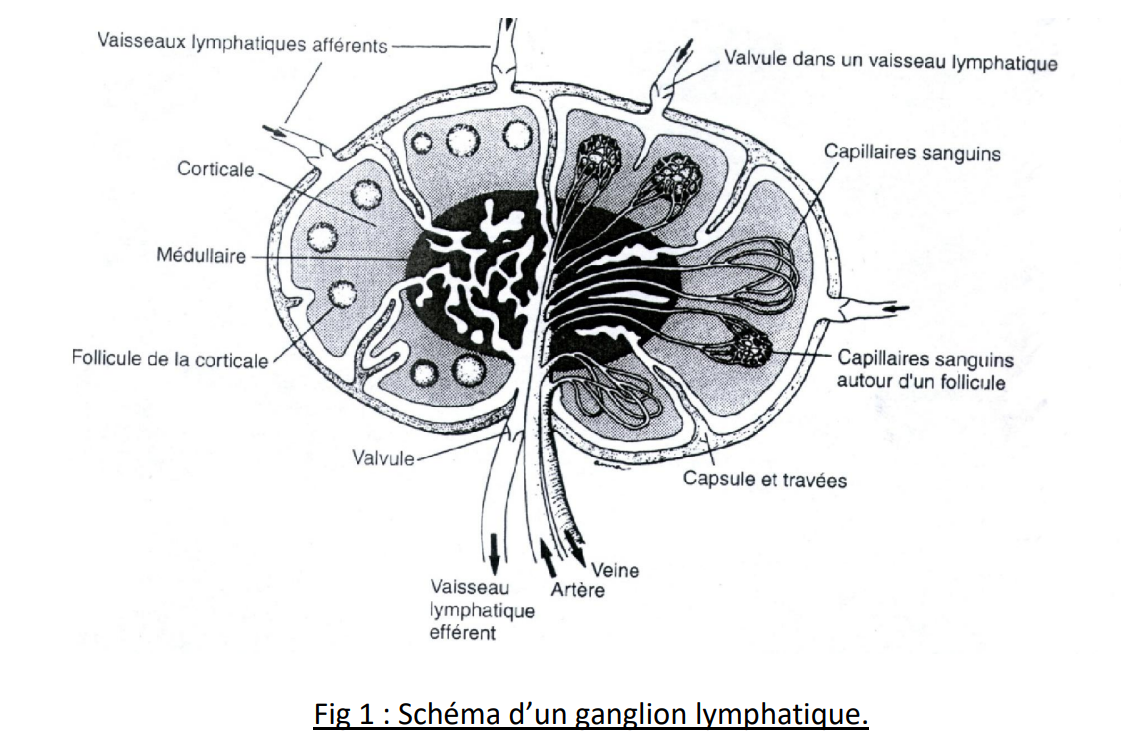 Vaisseaux lymphatiques afférents
Valvule dans un vaisseau lymphatique
Capillaires sanguins
Corticale
Médullaire
Follicule de la corticale
Capillaires sanguins
autour d'un follicule
Valvule
Capsule et travées
Veine
Artère
Vaisseau
lymphatique
efférent
Fig 1 : Schéma d’un ganglion lymphatique.